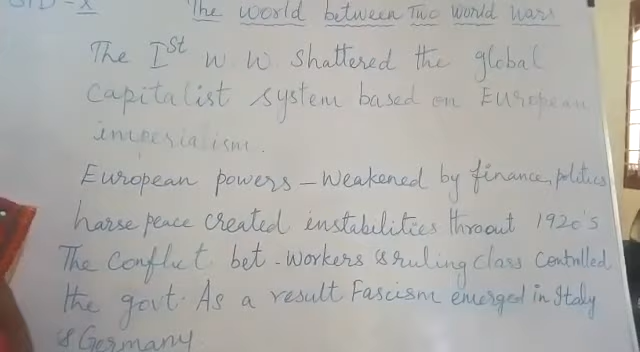 STD - X
The world between Two world wars
The Ist W W Shattered the global
Capitalist system based on European
imperialism.
European powers - Weakened by finance, politics
harse peace created instabilities throut 1920's
The Conflict bet - workers & ruling class Controlled
the govt. As a result Fascism emerged in Italy
& Germany